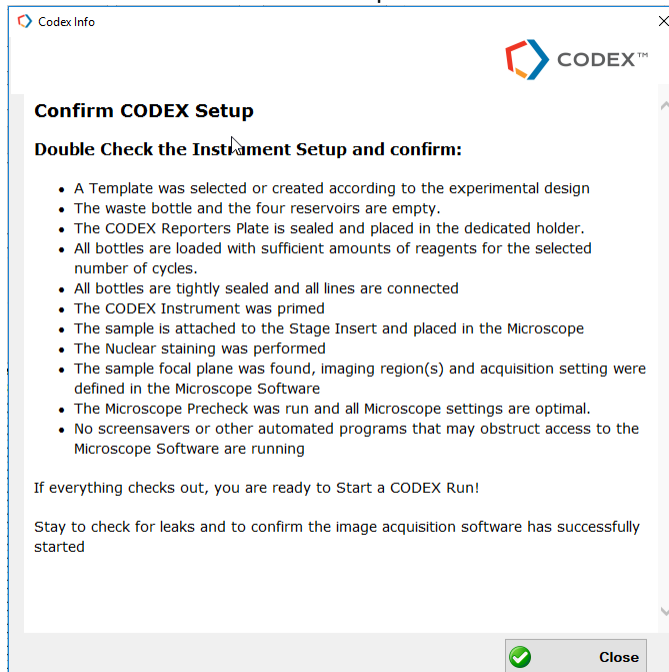 Codex Info
CODEX™
Confirm CODEX Setup
Double Check the Instrument Setup and confirm:
• A Template was selected or created according to the experimental design
• The waste bottle and the four reservoirs are empty.
• The CODEX Reporters Plate is sealed and placed in the dedicated holder.
• All bottles are loaded with sufficient amounts of reagents for the selected
number of cycles.
• All bottles are tightly sealed and all lines are connected
• The CODEX Instrument was primed
• The sample is attached to the Stage Insert and placed in the Microscope
• The Nuclear staining was performed
• The sample focal plane was found, imaging region(s) and acquisition setting were
defined in the Microscope Software
• The Microscope Precheck was run and all Microscope settings are optimal.
• No screensavers or other automated programs that may obstruct access to the
Microscope Software are running
If everything checks out, you are ready to Start a CODEX Run!
Stay to check for leaks and to confirm the image acquisition software has successfully
started
Close